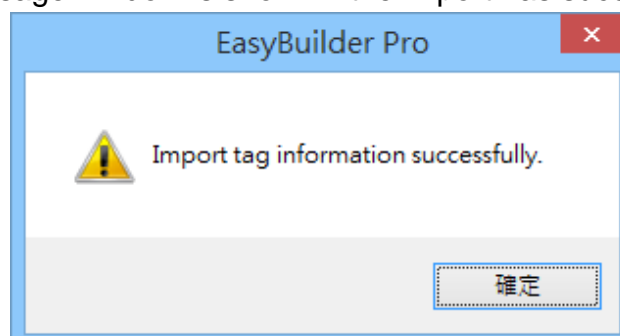 EasyBuilder Pro
Import tag information successfully.
確定